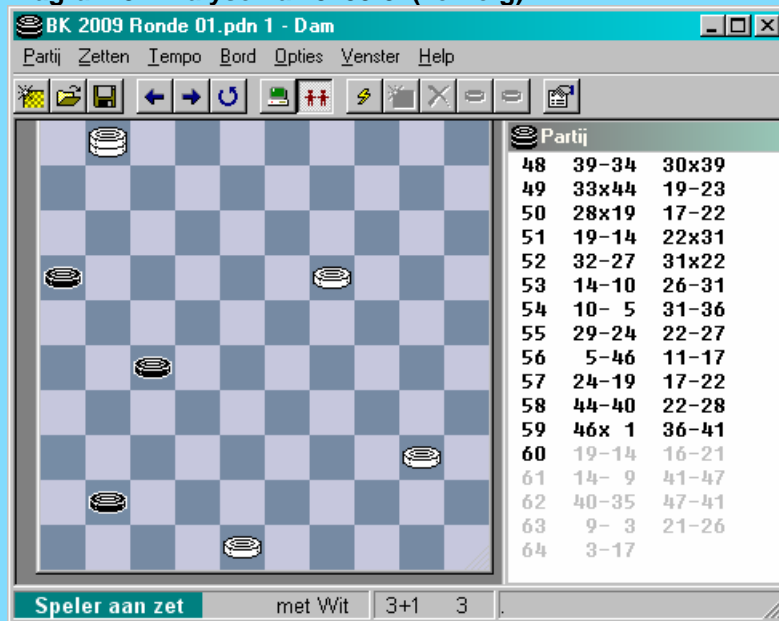 BK 2009 Ronde 01.pdn 1 - Dam
Partij Zetten Tempo Bord Opties Venster Help
Partij
48 39-34 30x39
49 33x44 19-23
50 28x19 17-22
51 19-14 22x31
52 32-27 31x22
53 14-10 26-31
54 10- 5 31-36
55 29-24 22-27
56 5-46 11-17
57 24-19 17-22
58 44-40 22-28
59 46x 1 36-41
60 19-14 16-21
61 14- 9 41-47
62 40-35 47-41
63 9- 3 21-26
64 3-17
Speler aan zet met Wit 3+1 3 .